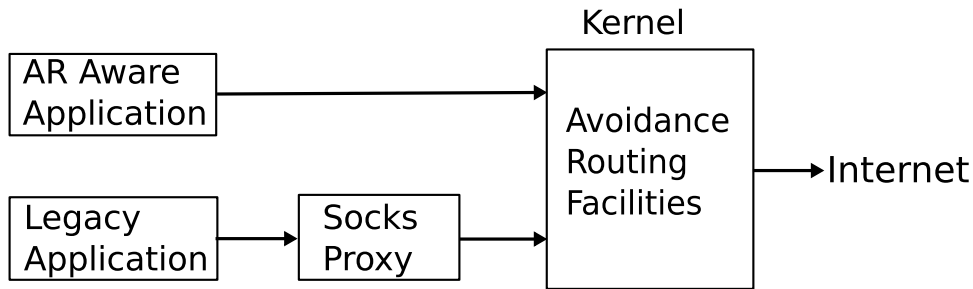 Kernel
AR Aware
Application
Avoidance
Routing
Facilities
Internet
Legacy
Application
Socks
Proxy